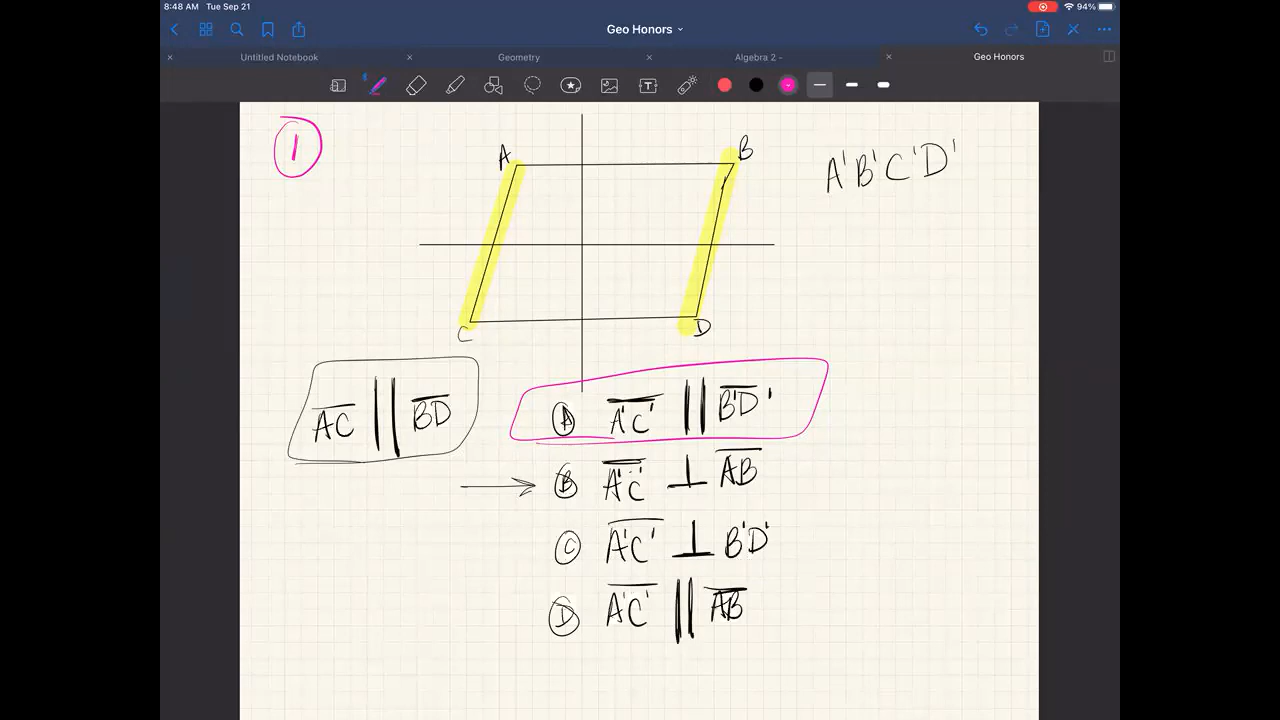 8:48 AM Tue Sep 21
94%
Geo Honors
Untitled Notebook
Geometry
Algebra 2 -
Geo Honors
1
A
B
A'B'C'D'
C
D
AC || BD
A A'C' || B'D'
B A'C' ⊥ AB
C A'C' ⊥ B'D'
D A'C' || AB